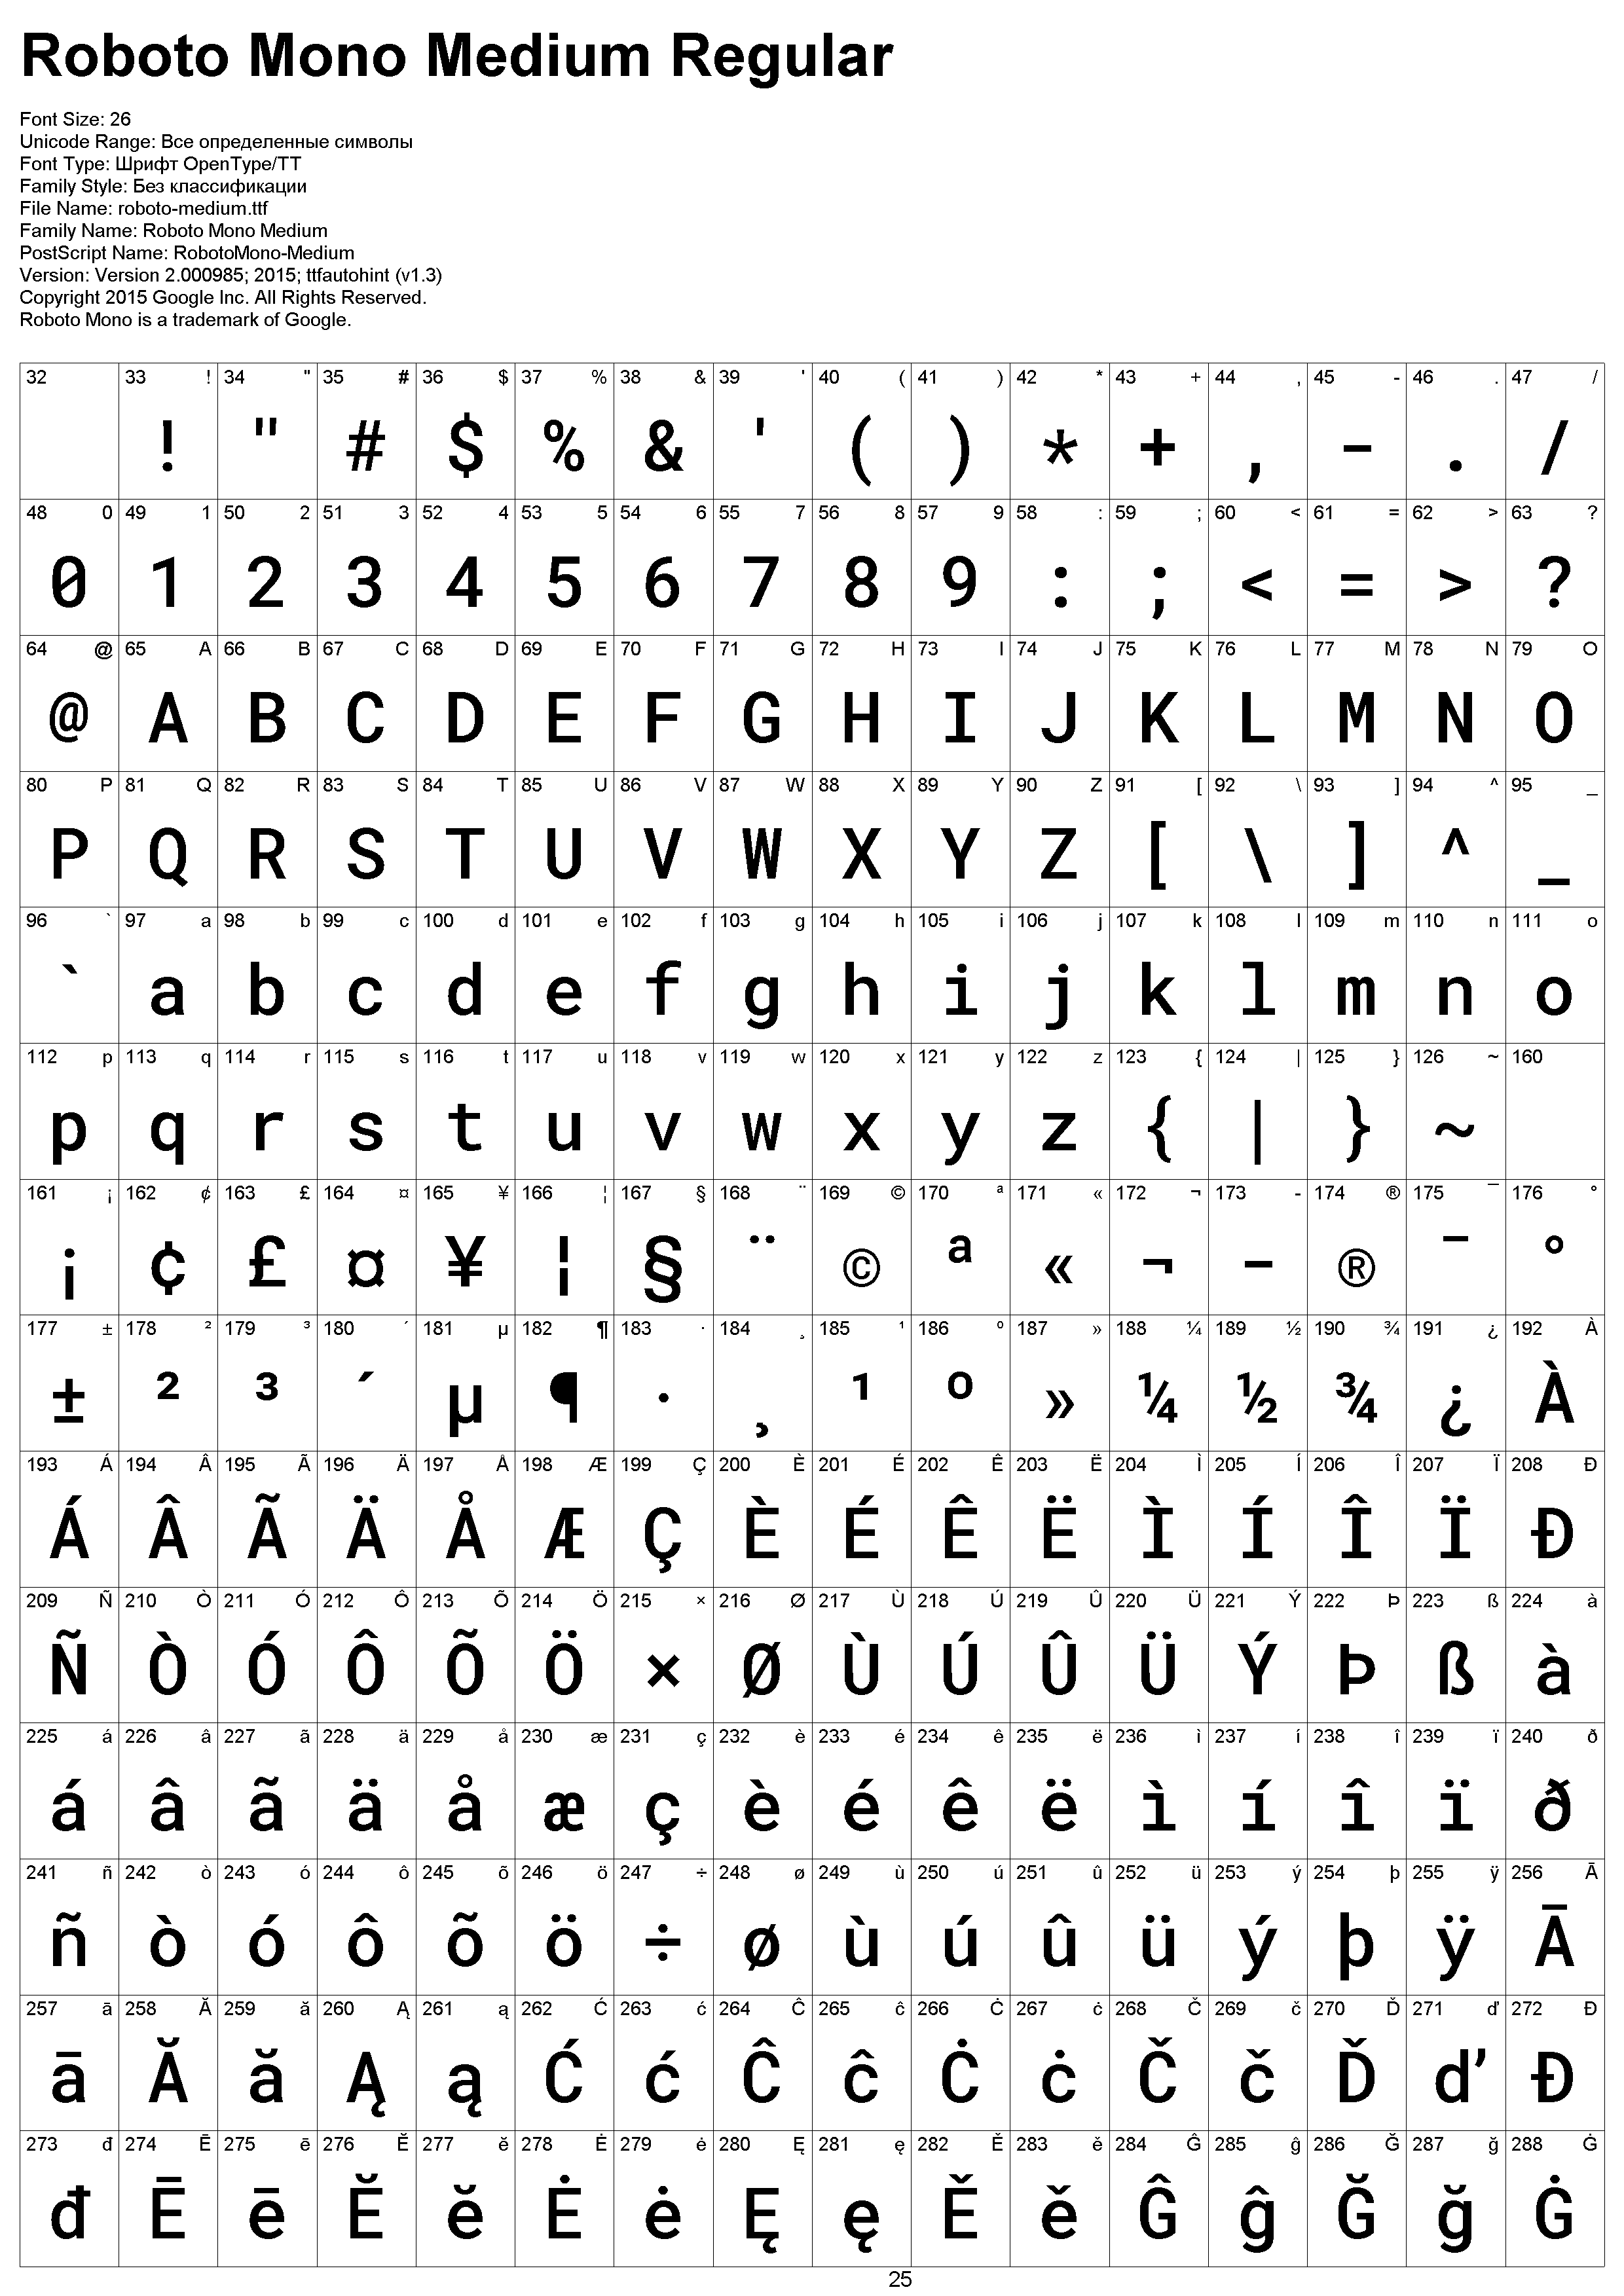 Roboto Mono Medium Regular
Font Size: 26
Unicode Range: Все определенные символы
Font Type: Шрифт OpenType/TT
Family Style: Без классификации
File Name: roboto-medium.ttf
Family Name: Roboto Mono Medium
PostScript Name: RobotoMono-Medium
Version: Version 2.000985; 2015; ttfautohint (v1.3)
Copyright 2015 Google Inc. All Rights Reserved.
Roboto Mono is a trademark of Google.
32 33 ! 34 " 35 # 36 $ 37 % 38 & 39 ' 40 ( 41 ) 42 * 43 + 44 , 45 - 46 . 47 /
! " # $ % & ' ( ) * + , - . /
48 0 49 1 50 2 51 3 52 4 53 5 54 6 55 7 56 8 57 9 58 : 59 ; 60 < 61 = 62 > 63 ?
0 1 2 3 4 5 6 7 8 9 : ; < = > ?
64 @ 65 A 66 B 67 C 68 D 69 E 70 F 71 G 72 H 73 I 74 J 75 K 76 L 77 M 78 N 79 O
@ A B C D E F G H I J K L M N O
80 P 81 Q 82 R 83 S 84 T 85 U 86 V 87 W 88 X 89 Y 90 Z 91 [ 92 \ 93 ] 94 ^ 95 _
P Q R S T U V W X Y Z [ \ ] ^ _
96 ` 97 a 98 b 99 c 100 d 101 e 102 f 103 g 104 h 105 i 106 j 107 k 108 l 109 m 110 n 111 o
` a b c d e f g h i j k l m n o
112 p 113 q 114 r 115 s 116 t 117 u 118 v 119 w 120 x 121 y 122 z 123 { 124 | 125 } 126 ~ 160
p q r s t u v w x y z { | } ~
161 ¡ 162 ¢ 163 £ 164 ¤ 165 ¥ 166 ¦ 167 § 168 ¨ 169 © 170 ª 171 « 172 ¬ 173 - 174 ® 175 ¯ 176 °
¡ ¢ £ ¤ ¥ ¦ § ¨ © ª « ¬ - ® ¯ °
177 ± 178 ² 179 ³ 180 ´ 181 µ 182 ¶ 183 · 184 ¸ 185 ¹ 186 º 187 » 188 ¼ 189 ½ 190 ¾ 191 ¿ 192 À
± ² ³ ´ µ ¶ · ¸ ¹ º » ¼ ½ ¾ ¿ À
193 Á 194 Â 195 Ã 196 Ä 197 Å 198 Æ 199 Ç 200 È 201 É 202 Ê 203 Ë 204 Ì 205 Í 206 Î 207 Ï 208 Ð
Á Â Ã Ä Å Æ Ç È É Ê Ë Ì Í Î Ï Ð
209 Ñ 210 Ò 211 Ó 212 Ô 213 Õ 214 Ö 215 × 216 Ø 217 Ù 218 Ú 219 Û 220 Ü 221 Ý 222 Þ 223 ß 224 à
Ñ Ò Ó Ô Õ Ö × Ø Ù Ú Û Ü Ý Þ ß à
225 á 226 â 227 ã 228 ä 229 å 230 æ 231 ç 232 è 233 é 234 ê 235 ë 236 ì 237 í 238 î 239 ï 240 ð
á â ã ä å æ ç è é ê ë ì í î ï ð
241 ñ 242 ò 243 ó 244 ô 245 õ 246 ö 247 ÷ 248 ø 249 ù 250 ú 251 û 252 ü 253 ý 254 þ 255 ÿ 256 Ā
ñ ò ó ô õ ö ÷ ø ù ú û ü ý þ ÿ Ā
257 ā 258 Ă 259 ă 260 Ą 261 ą 262 Ć 263 ć 264 Ĉ 265 ĉ 266 Ċ 267 ċ 268 Č 269 č 270 Ď 271 ď 272 Đ
ā Ă ă Ą ą Ć ć Ĉ ĉ Ċ ċ Č č Ď ď Đ
273 đ 274 Ē 275 ē 276 Ĕ 277 ĕ 278 Ė 279 ė 280 Ę 281 ę 282 Ě 283 ě 284 Ĝ 285 ĝ 286 Ğ 287 ğ 288 Ġ
đ Ē ē Ĕ ĕ Ė ė Ę ę Ě ě Ĝ ĝ Ğ ğ Ġ
25